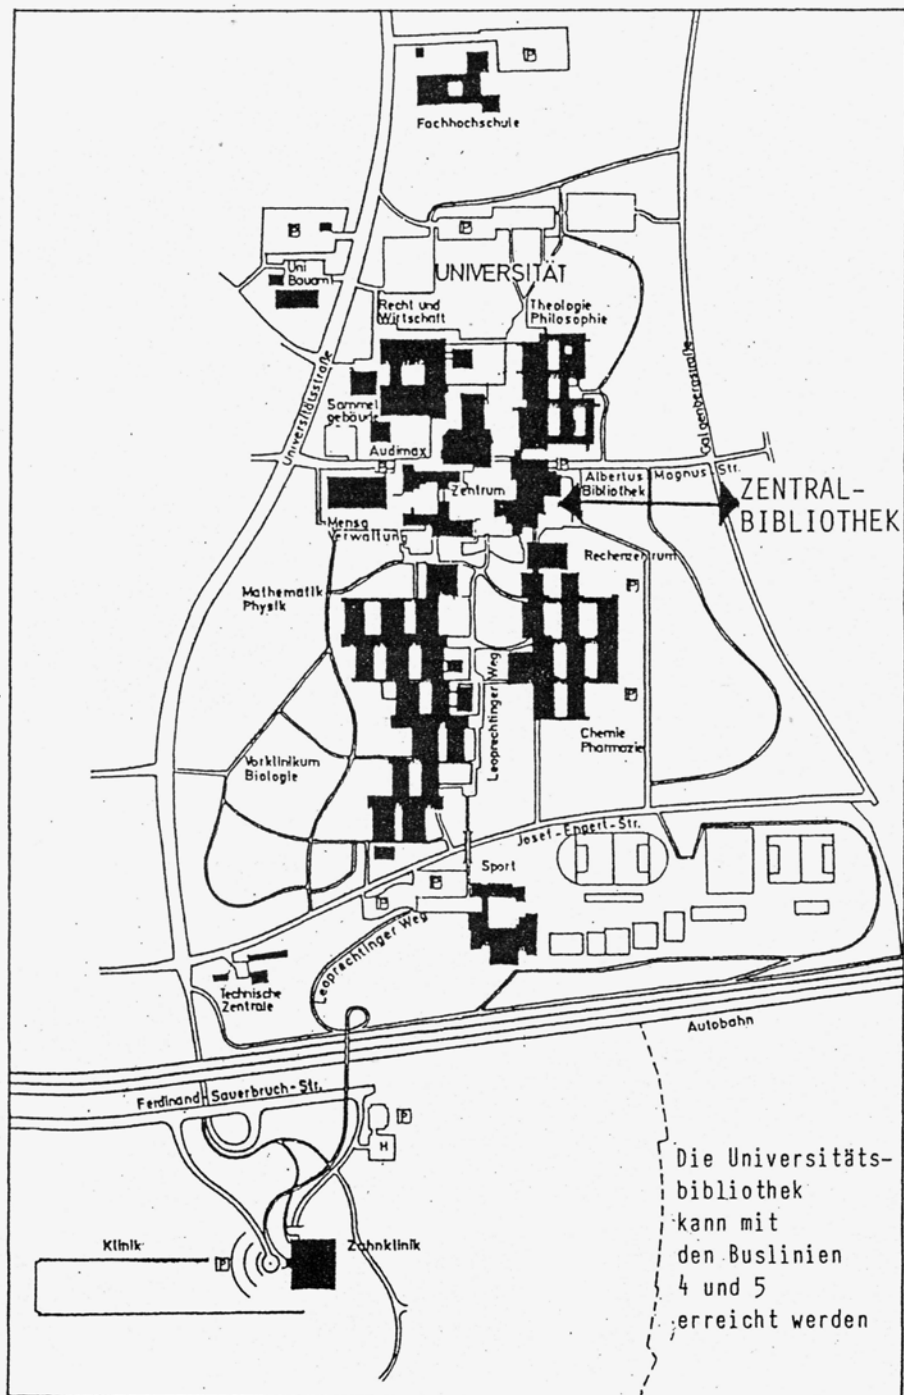 P
Fachhochschule
P
P
Uni
Bauamt
UNIVERSITÄT
Recht und
Wirtschaft
Theologie
Philosophie
Universitätsstraße
Galgenbergstraße
Sammel
gebäude
Audimax
P
Zentrum
P
Albertus Magnus Str.
Bibliothek
ZENTRAL-
BIBLIOTHEK
Mensa
Verwaltung
Rechenzentrum
P
Mathematik
Physik
Leoprechtinger Weg
P
Chemie
Pharmazie
Vorklinikum
Biologie
Josef-Engert-Str.
Sport
P
P
Leoprechtinger Weg
Technische
Zentrale
Autobahn
Ferdinand-Sauerbruch-Str.
P
H
Klinik
P
Zahnklinik
Die Universitäts-
bibliothek
kann mit
den Buslinien
4 und 5
erreicht werden